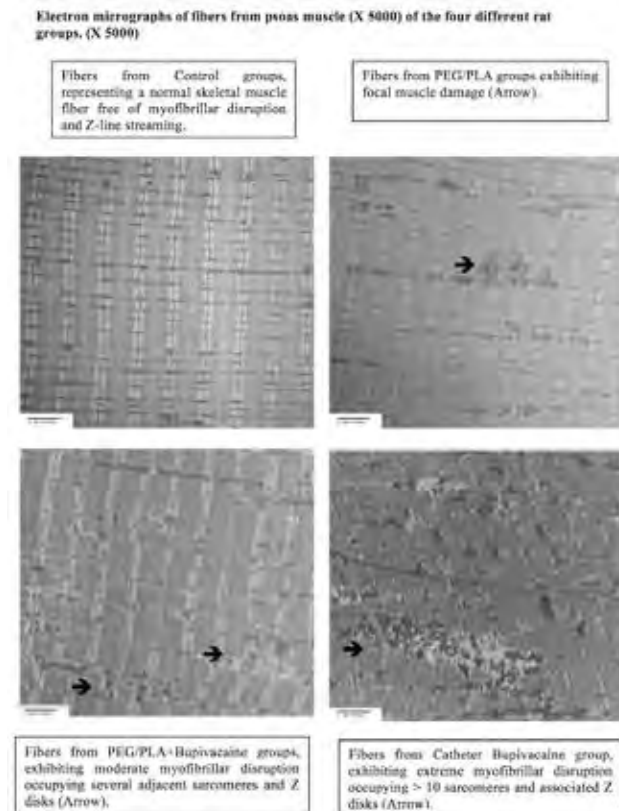 Electron micrographs of fibers from psoas muscle (X 5000) of the four different rat
groups. (X 5000)
Fibers from Control groups,
representing a normal skeletal muscle
fiber free of myofibrillar disruption
and Z-line streaming.
Fibers from PEG/PLA groups exhibiting
focal muscle damage (Arrow).
Fibers from PEG/PLA+Bupivacaine groups,
exhibiting moderate myofibrillar disruption
occupying several adjacent sarcomeres and Z
disks (Arrow).
Fibers from Catheter Bupivacaine group,
exhibiting extreme myofibrillar disruption
occupying > 10 sarcomeres and associated Z
disks (Arrow).